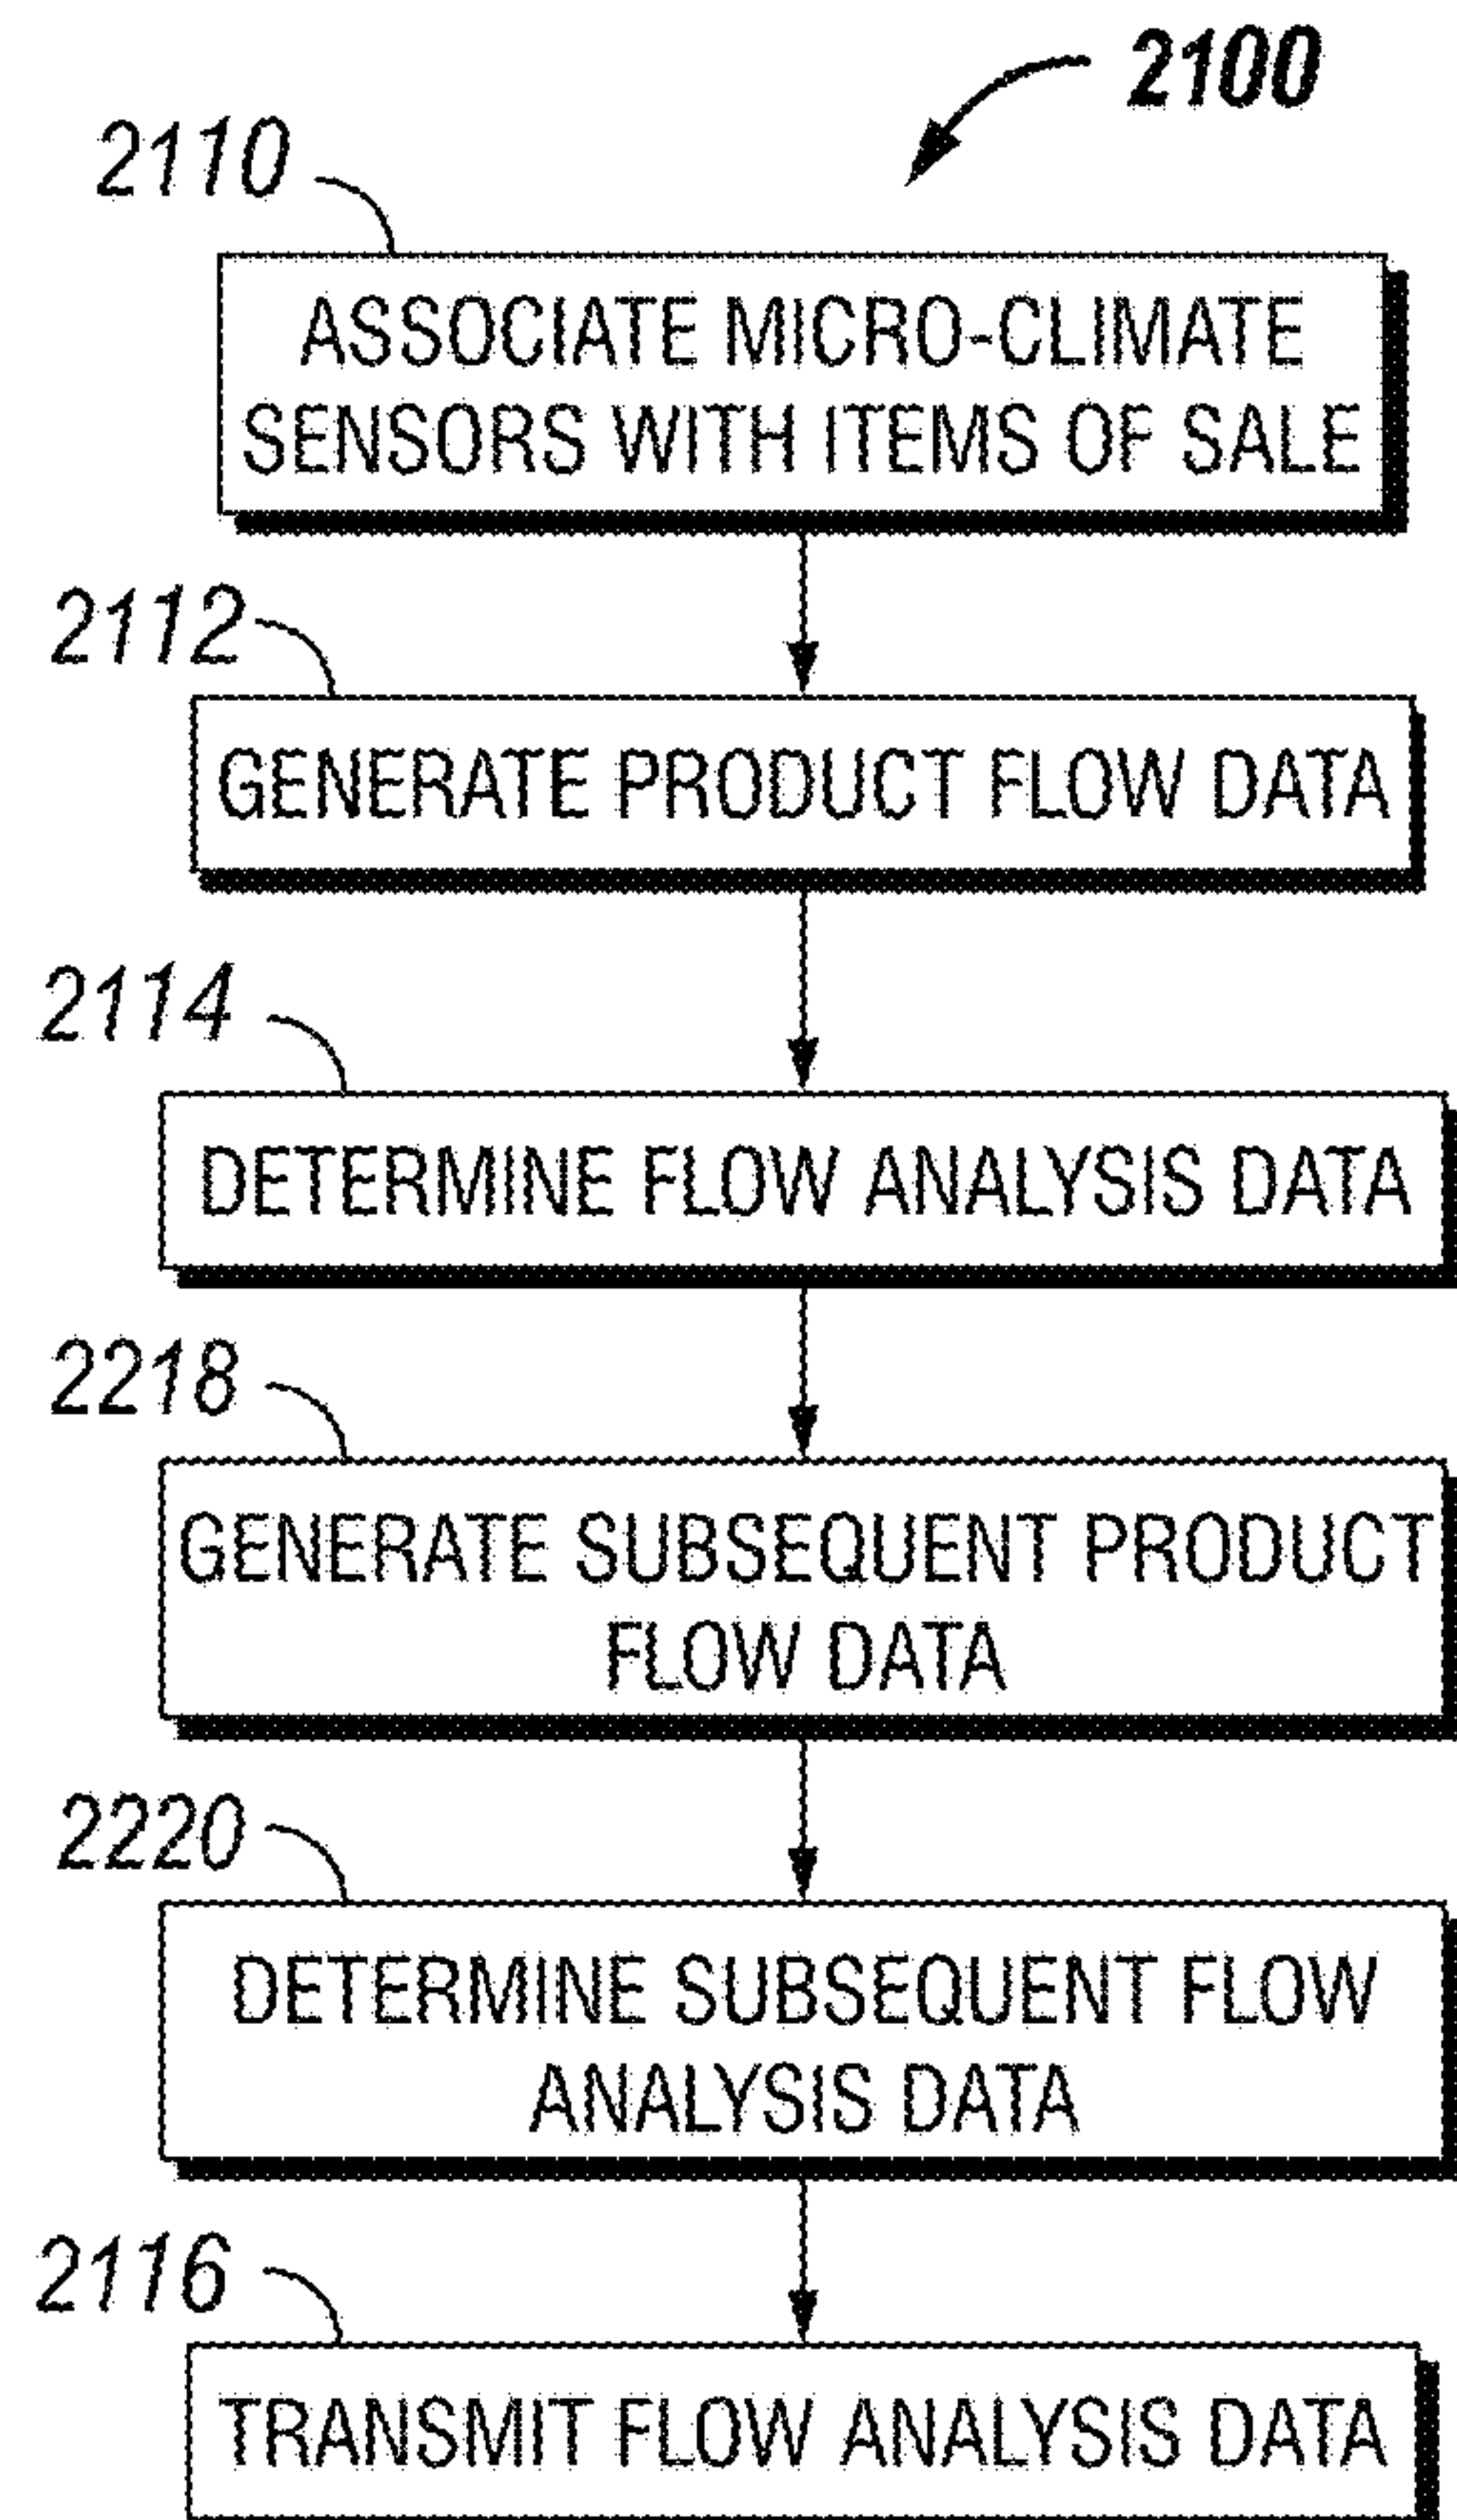 2100
2110
ASSOCIATE MICRO-CLIMATE
SENSORS WITH ITEMS OF SALE
2112
GENERATE PRODUCT FLOW DATA
2114
DETERMINE FLOW ANALYSIS DATA
2218
GENERATE SUBSEQUENT PRODUCT
FLOW DATA
2220
DETERMINE SUBSEQUENT FLOW
ANALYSIS DATA
2116
TRANSMIT FLOW ANALYSIS DATA